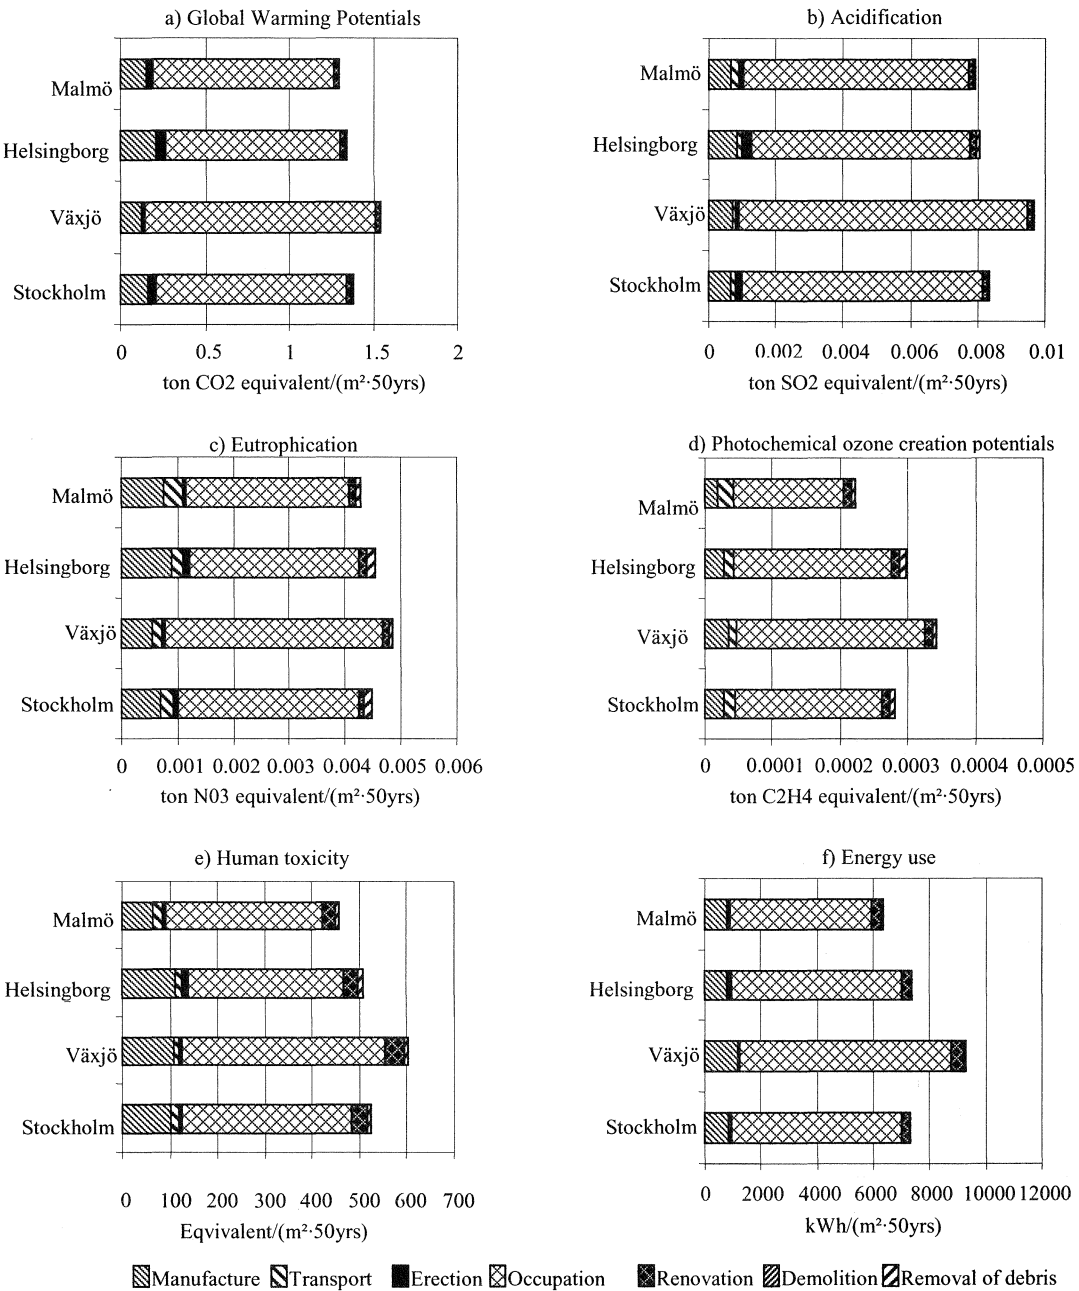 a) Global Warming Potentials
Malmö
Helsingborg
Växjö
Stockholm
0 0.5 1 1.5 2
ton CO2 equivalent/(m²·50yrs)
b) Acidification
Malmö
Helsingborg
Växjö
Stockholm
0 0.002 0.004 0.006 0.008 0.01
ton SO2 equivalent/(m²·50yrs)
c) Eutrophication
Malmö
Helsingborg
Växjö
Stockholm
0 0.001 0.002 0.003 0.004 0.005 0.006
ton N03 equivalent/(m²·50yrs)
d) Photochemical ozone creation potentials
Malmö
Helsingborg
Växjö
Stockholm
0 0.0001 0.0002 0.0003 0.0004 0.0005
ton C2H4 equivalent/(m²·50yrs)
e) Human toxicity
Malmö
Helsingborg
Växjö
Stockholm
0 100 200 300 400 500 600 700
Eqvivalent/(m²·50yrs)
f) Energy use
Malmö
Helsingborg
Växjö
Stockholm
0 2000 4000 6000 8000 10000 12000
kWh/(m²·50yrs)
Manufacture Transport Erection Occupation Renovation Demolition Removal of debris